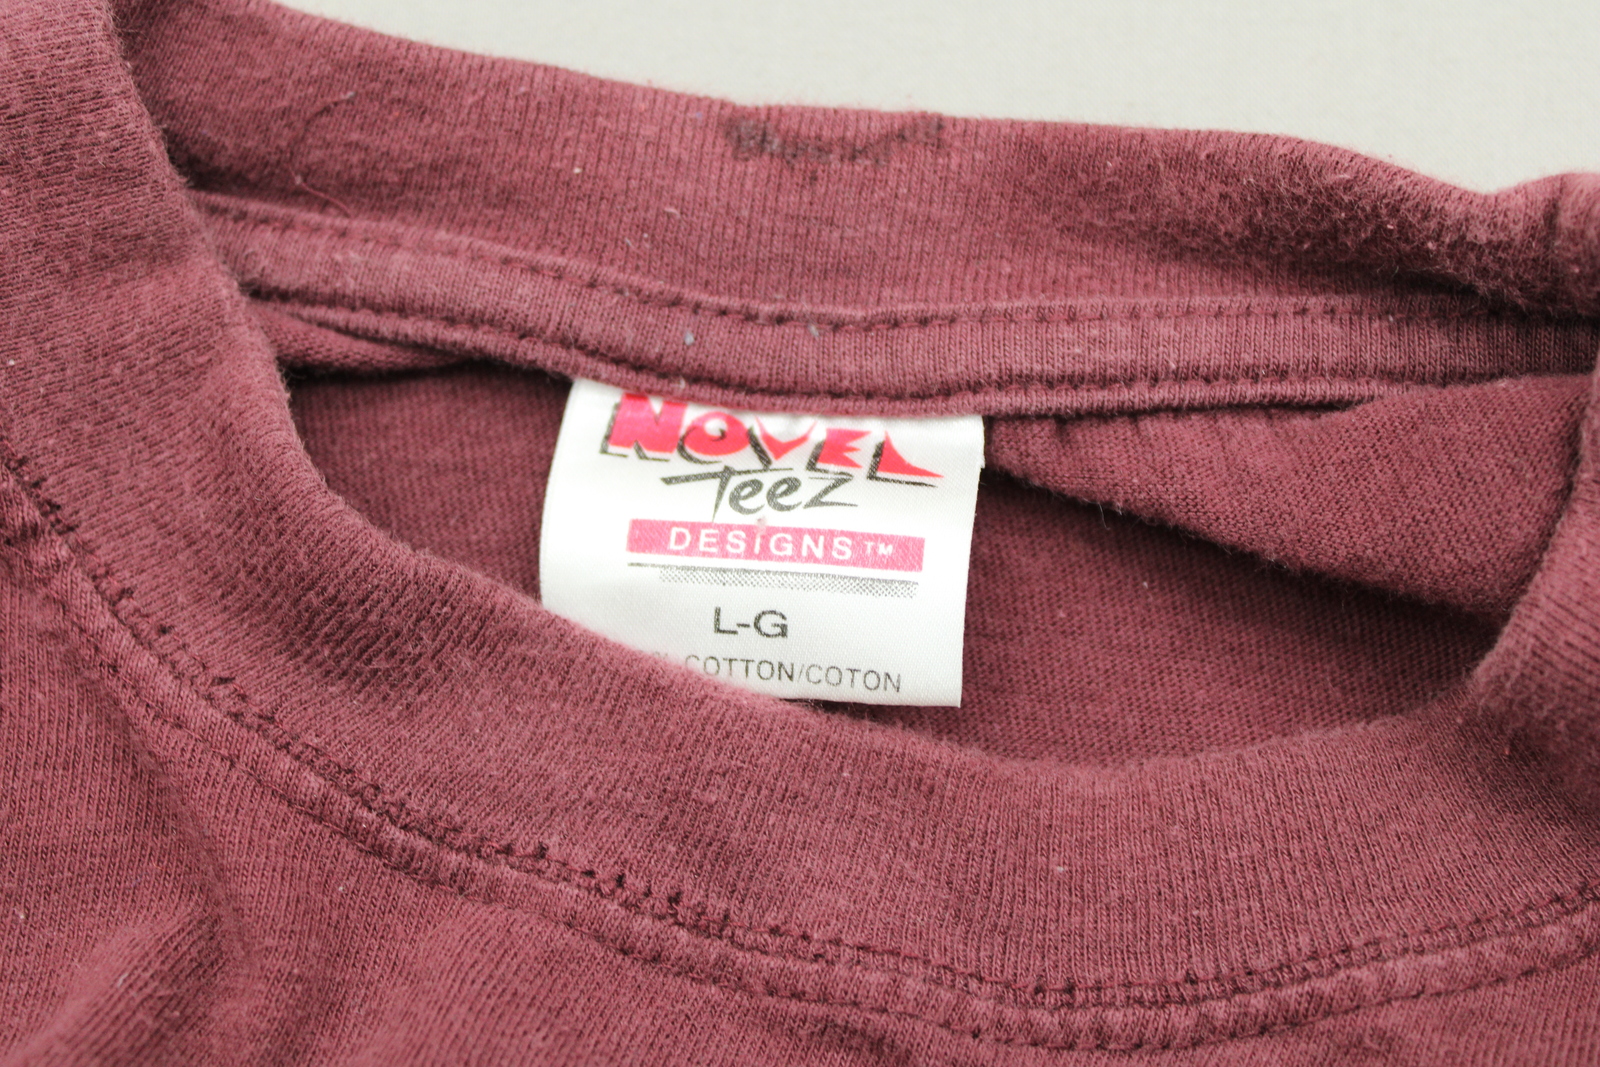 NOVEL
Teez
DESIGNS™
L-G
% COTTON/COTON